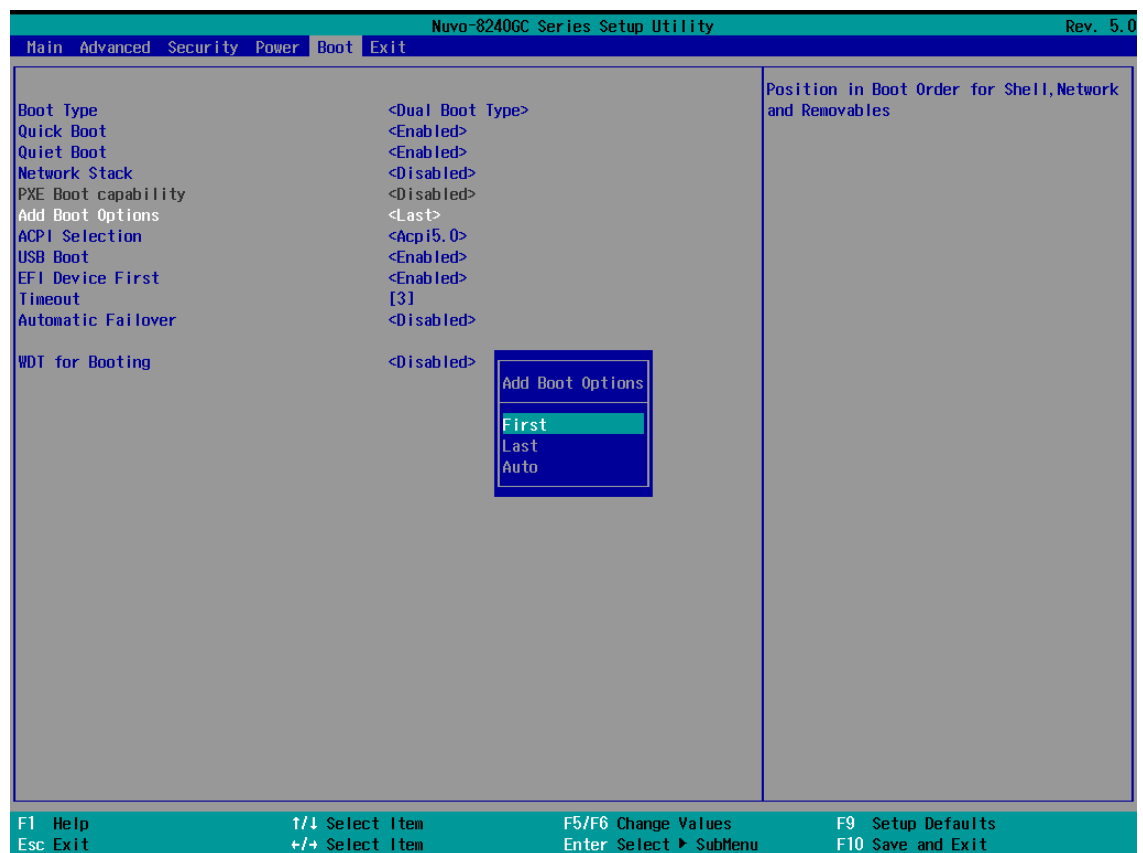 Nuvo-8240GC Series Setup Utility Rev. 5.0
Main Advanced Security Power Boot Exit
Position in Boot Order for Shell,Network
and Removables
Boot Type <Dual Boot Type>
Quick Boot <Enabled>
Quiet Boot <Enabled>
Network Stack <Disabled>
PXE Boot capability <Disabled>
Add Boot Options <Last>
ACPI Selection <Acpi5.0>
USB Boot <Enabled>
EFI Device First <Enabled>
Timeout [3]
Automatic Failover <Disabled>
WDT for Booting <Disabled>
Add Boot Options
First
Last
Auto
F1 Help ↑/↓ Select Item F5/F6 Change Values F9 Setup Defaults
Esc Exit ←/→ Select Item Enter Select ▶ SubMenu F10 Save and Exit